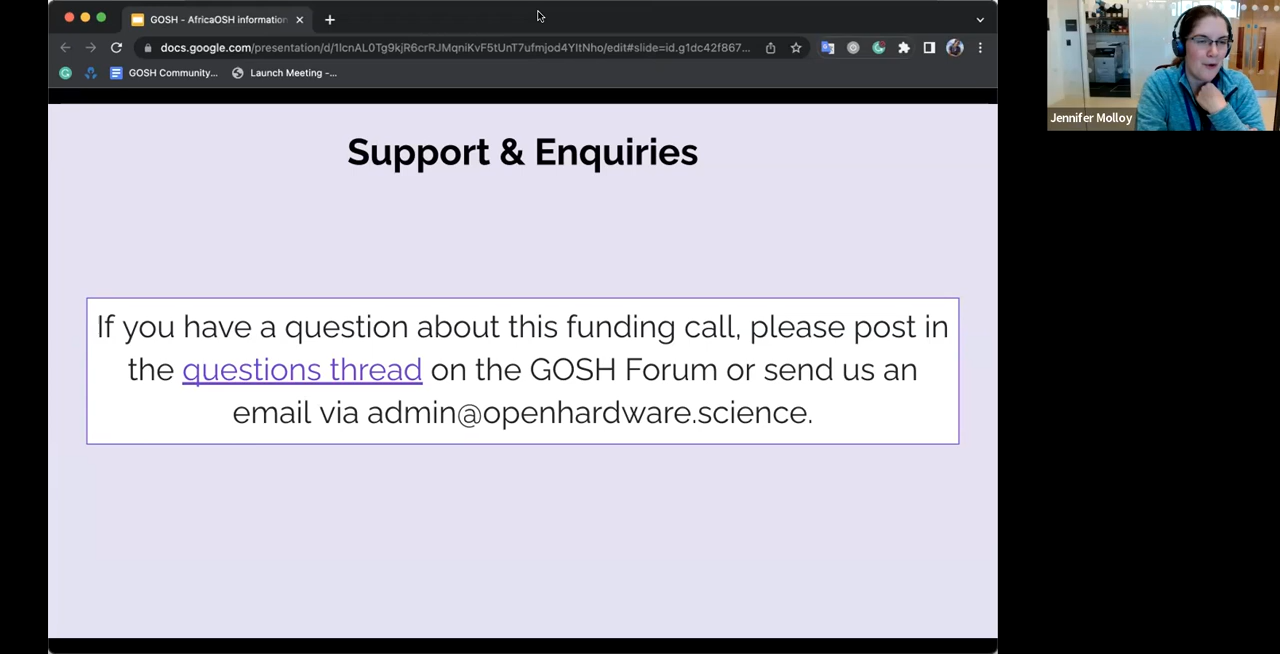 GOSH - AfricaOSH information
docs.google.com/presentation/d/1lcnAL0Tg9kjR6crRJMqniKvF5tUnT7ufmjod4YltNho/edit#slide=id.g1dc42f867...
GOSH Community...
Launch Meeting -...
Jennifer Molloy
Support & Enquiries
If you have a question about this funding call, please post in
the questions thread on the GOSH Forum or send us an
email via admin@openhardware.science.